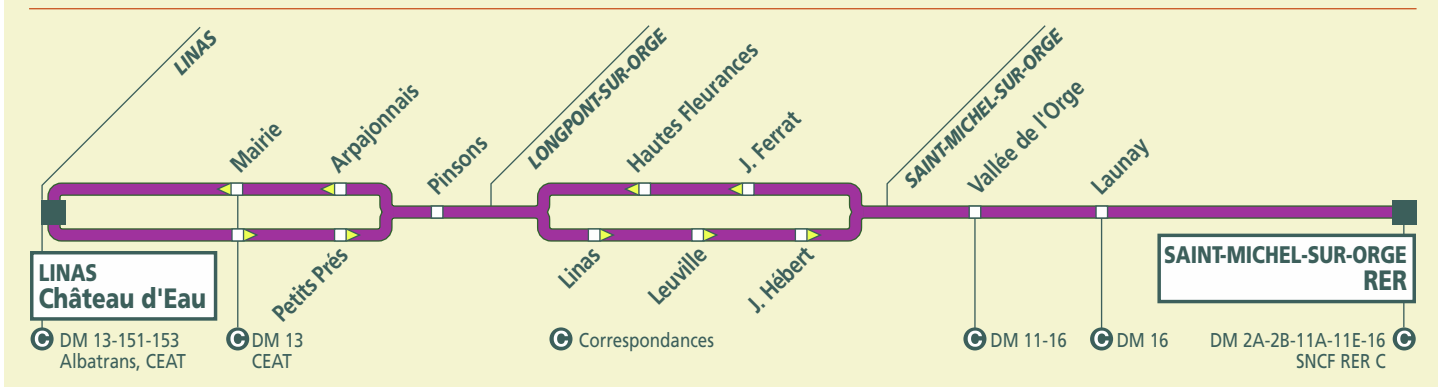 LINAS
Mairie
Arpajonnais
Pinsons
LONGPONT-SUR-ORGE
Hautes Fleurances
J. Ferrat
SAINT-MICHEL-SUR-ORGE
Vallée de l'Orge
Launay
Petits Prés
Linas
Leuville
J. Hébert
LINAS
Château d'Eau
SAINT-MICHEL-SUR-ORGE
RER
C DM 13-151-153
Albatrans, CEAT
C DM 13
CEAT
C Correspondances
C DM 11-16
C DM 16
DM 2A-2B-11A-11E-16 C
SNCF RER C